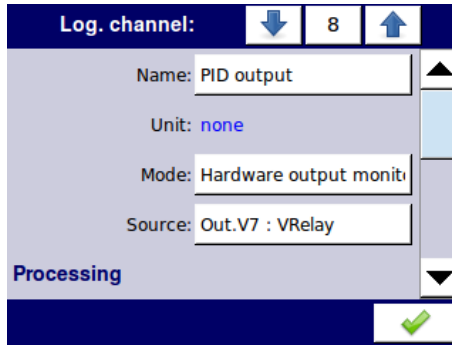 Log. channel: 8
Name: PID output
Unit: none
Mode: Hardware output monit
Source: Out.V7 : VRelay
Processing